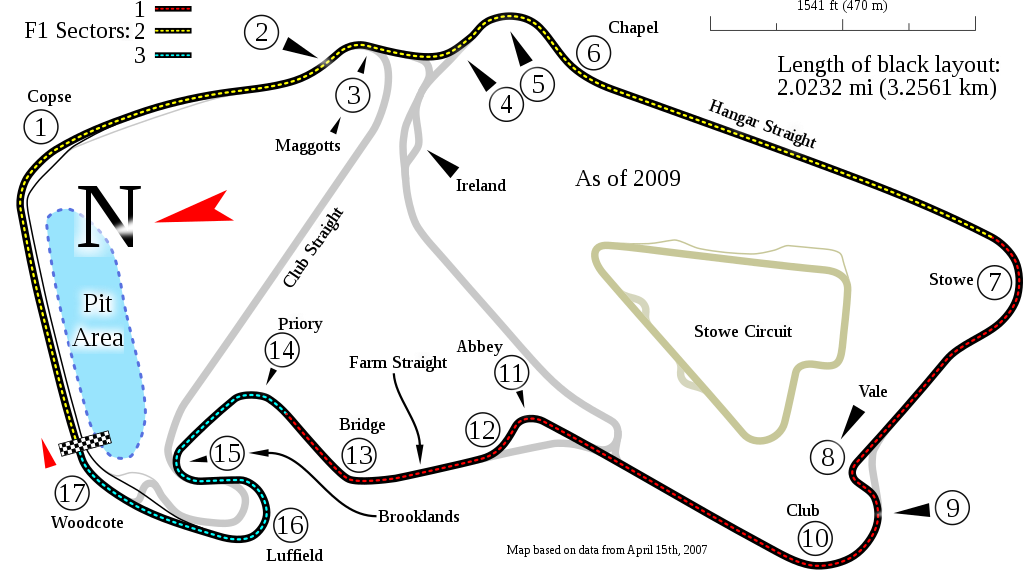 F1 Sectors:
1
2
3
2
6
Chapel
1541 ft (470 m)
Length of black layout:
2.0232 mi (3.2561 km)
5
4
3
Copse
1
Maggotts
Hangar Straight
Ireland
As of 2009
N
Club Straight
Pit
Area
Stowe
7
Stowe Circuit
Priory
14
Farm Straight
Abbey
11
Vale
Bridge
13
12
15
8
17
Woodcote
16
Luffield
Brooklands
Club
10
9
Map based on data from April 15th, 2007